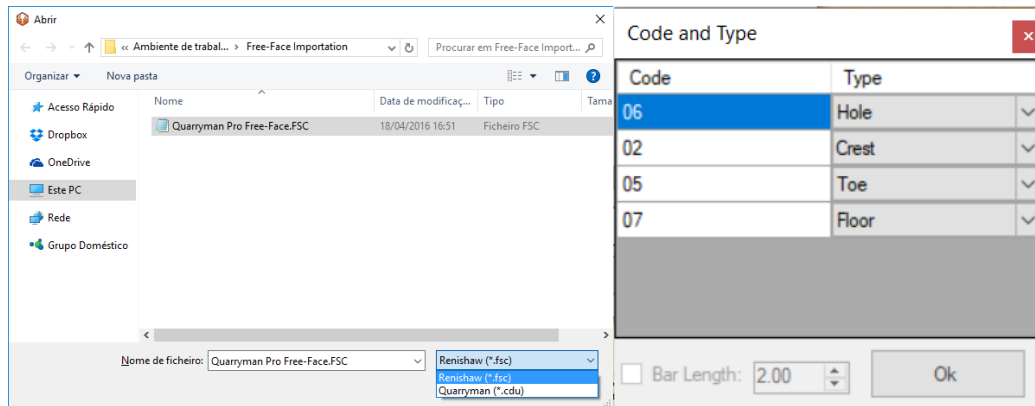 Abrir
« Ambiente de trabal... › Free-Face Importation
Procurar em Free-Face Import...
Organizar
Nova pasta
Nome
Data de modificaç...
Tipo
Tama
Acesso Rápido
Dropbox
OneDrive
Este PC
Rede
Grupo Doméstico
Quarryman Pro Free-Face.FSC
18/04/2016 16:51
Ficheiro FSC
Nome de ficheiro:
Quarryman Pro Free-Face.FSC
Renishaw (*.fsc)
Renishaw (*.fsc)
Quarryman (*.cdu)
Code and Type
Code Type
06 Hole
02 Crest
05 Toe
07 Floor
Bar Length: 2.00
Ok